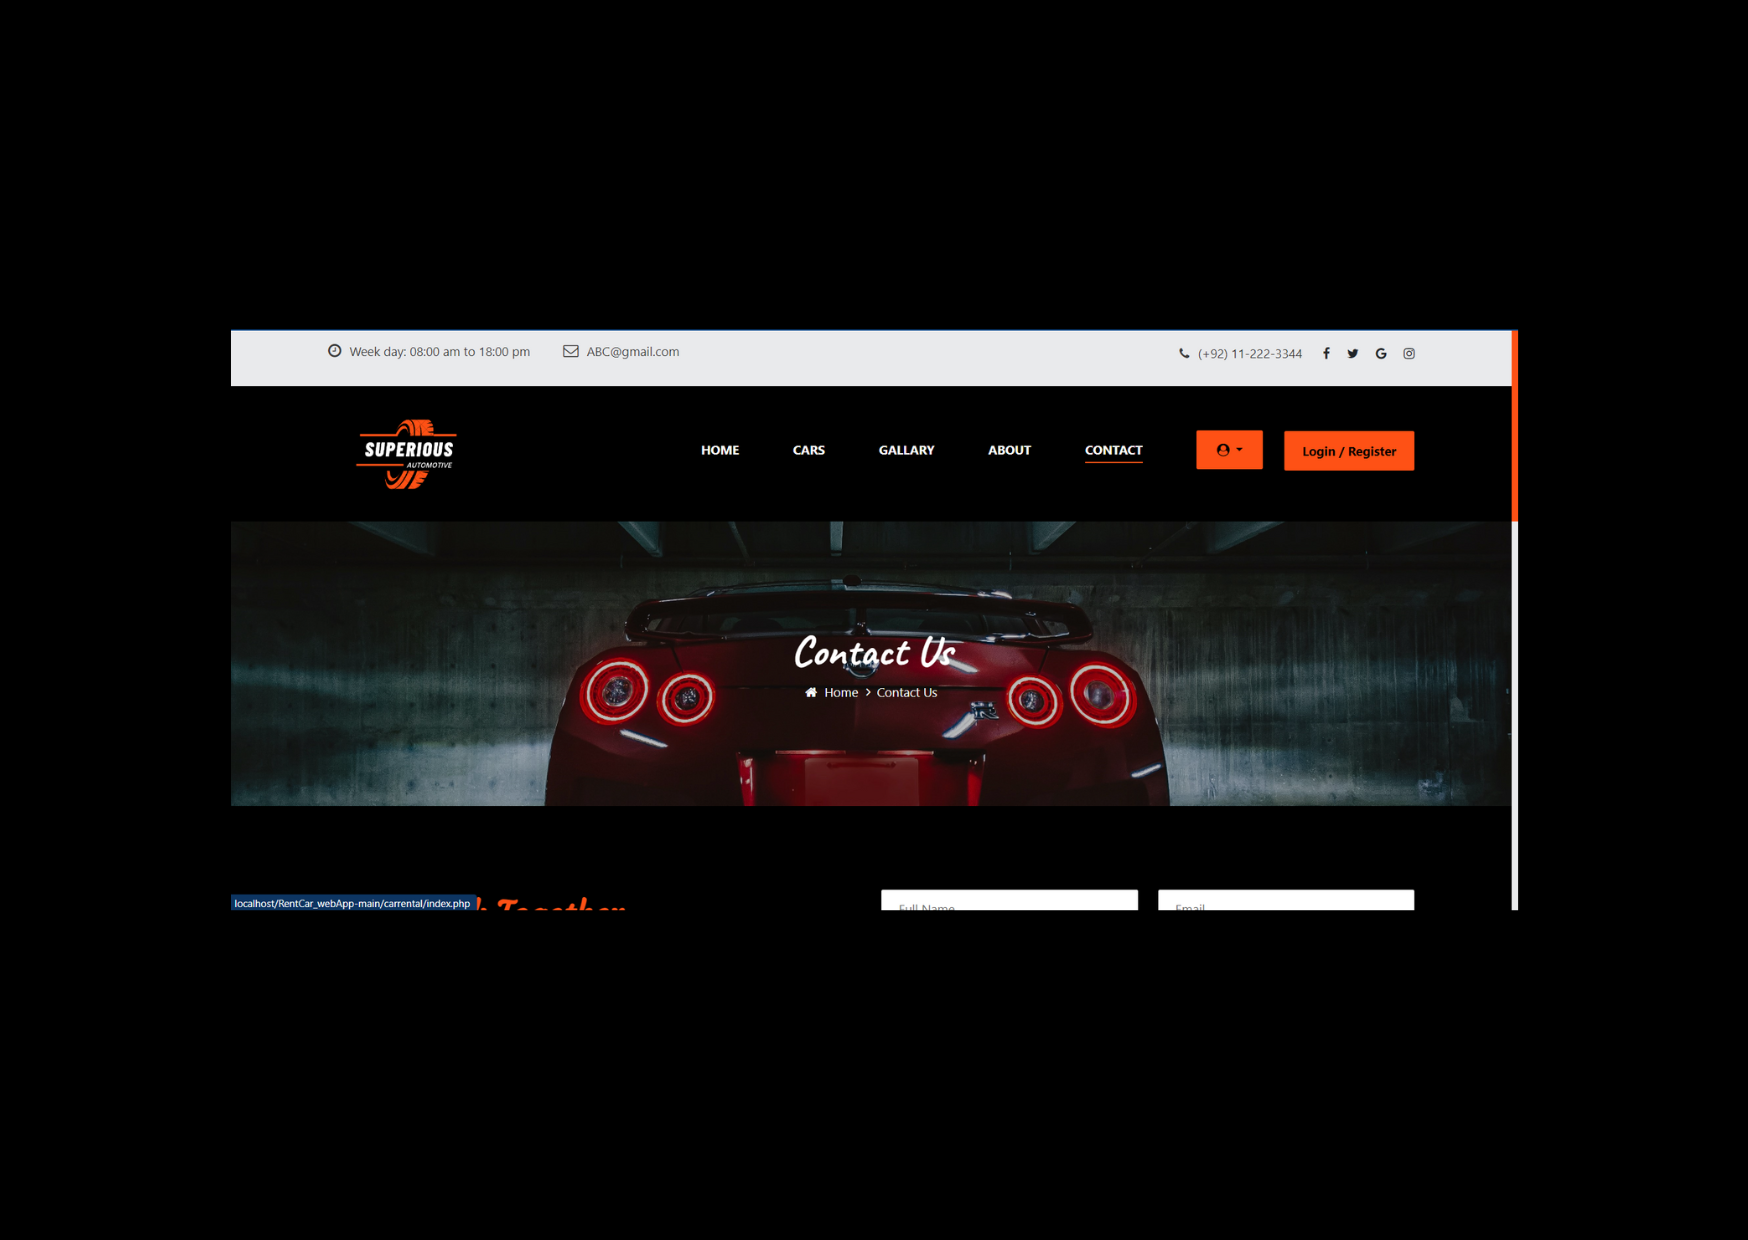 Week day: 08:00 am to 18:00 pm ABC@gmail.com (+92) 11-222-3344
SUPERIOUS
AUTOMOTIVE
HOME CARS GALLARY ABOUT CONTACT Login / Register
Contact Us
Home > Contact Us
Together
Full Name Email
localhost/RentCar_webApp-main/carrental/index.php